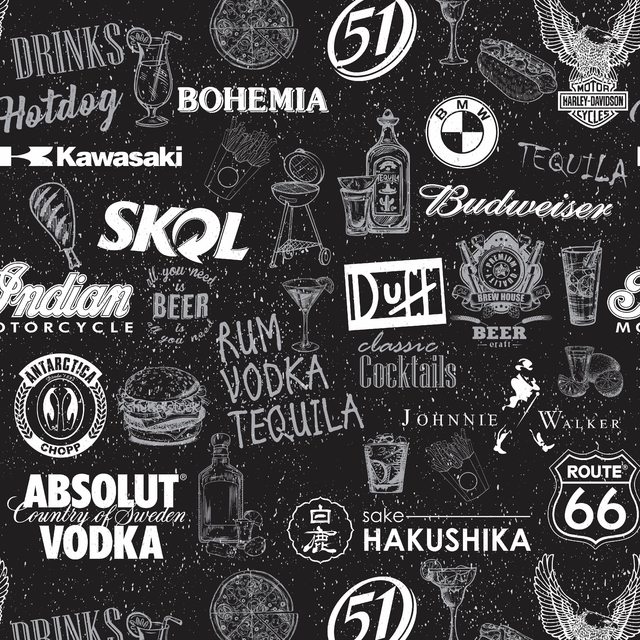 DRINKS
Hotdog
51
MOTOR
HARLEY-DAVIDSON
CYCLES
BOHEMIA
BMW
Kawasaki
TEQUILA
TEQUILA
Budweiser
SKOL
Indian
MOTORCYCLE
If you need
BEER
is
Duff
PREMIUM
BREW HOUSE
BEER
craft
RUM
VODKA
TEQUILA
classic
Cocktails
ANTARCTICA
CHOPP
JOHNNIE WALKER
ABSOLUT®
Country of Sweden
VODKA
白
鹿
sake
HAKUSHIKA
ROUTE
66
DRINKS
51